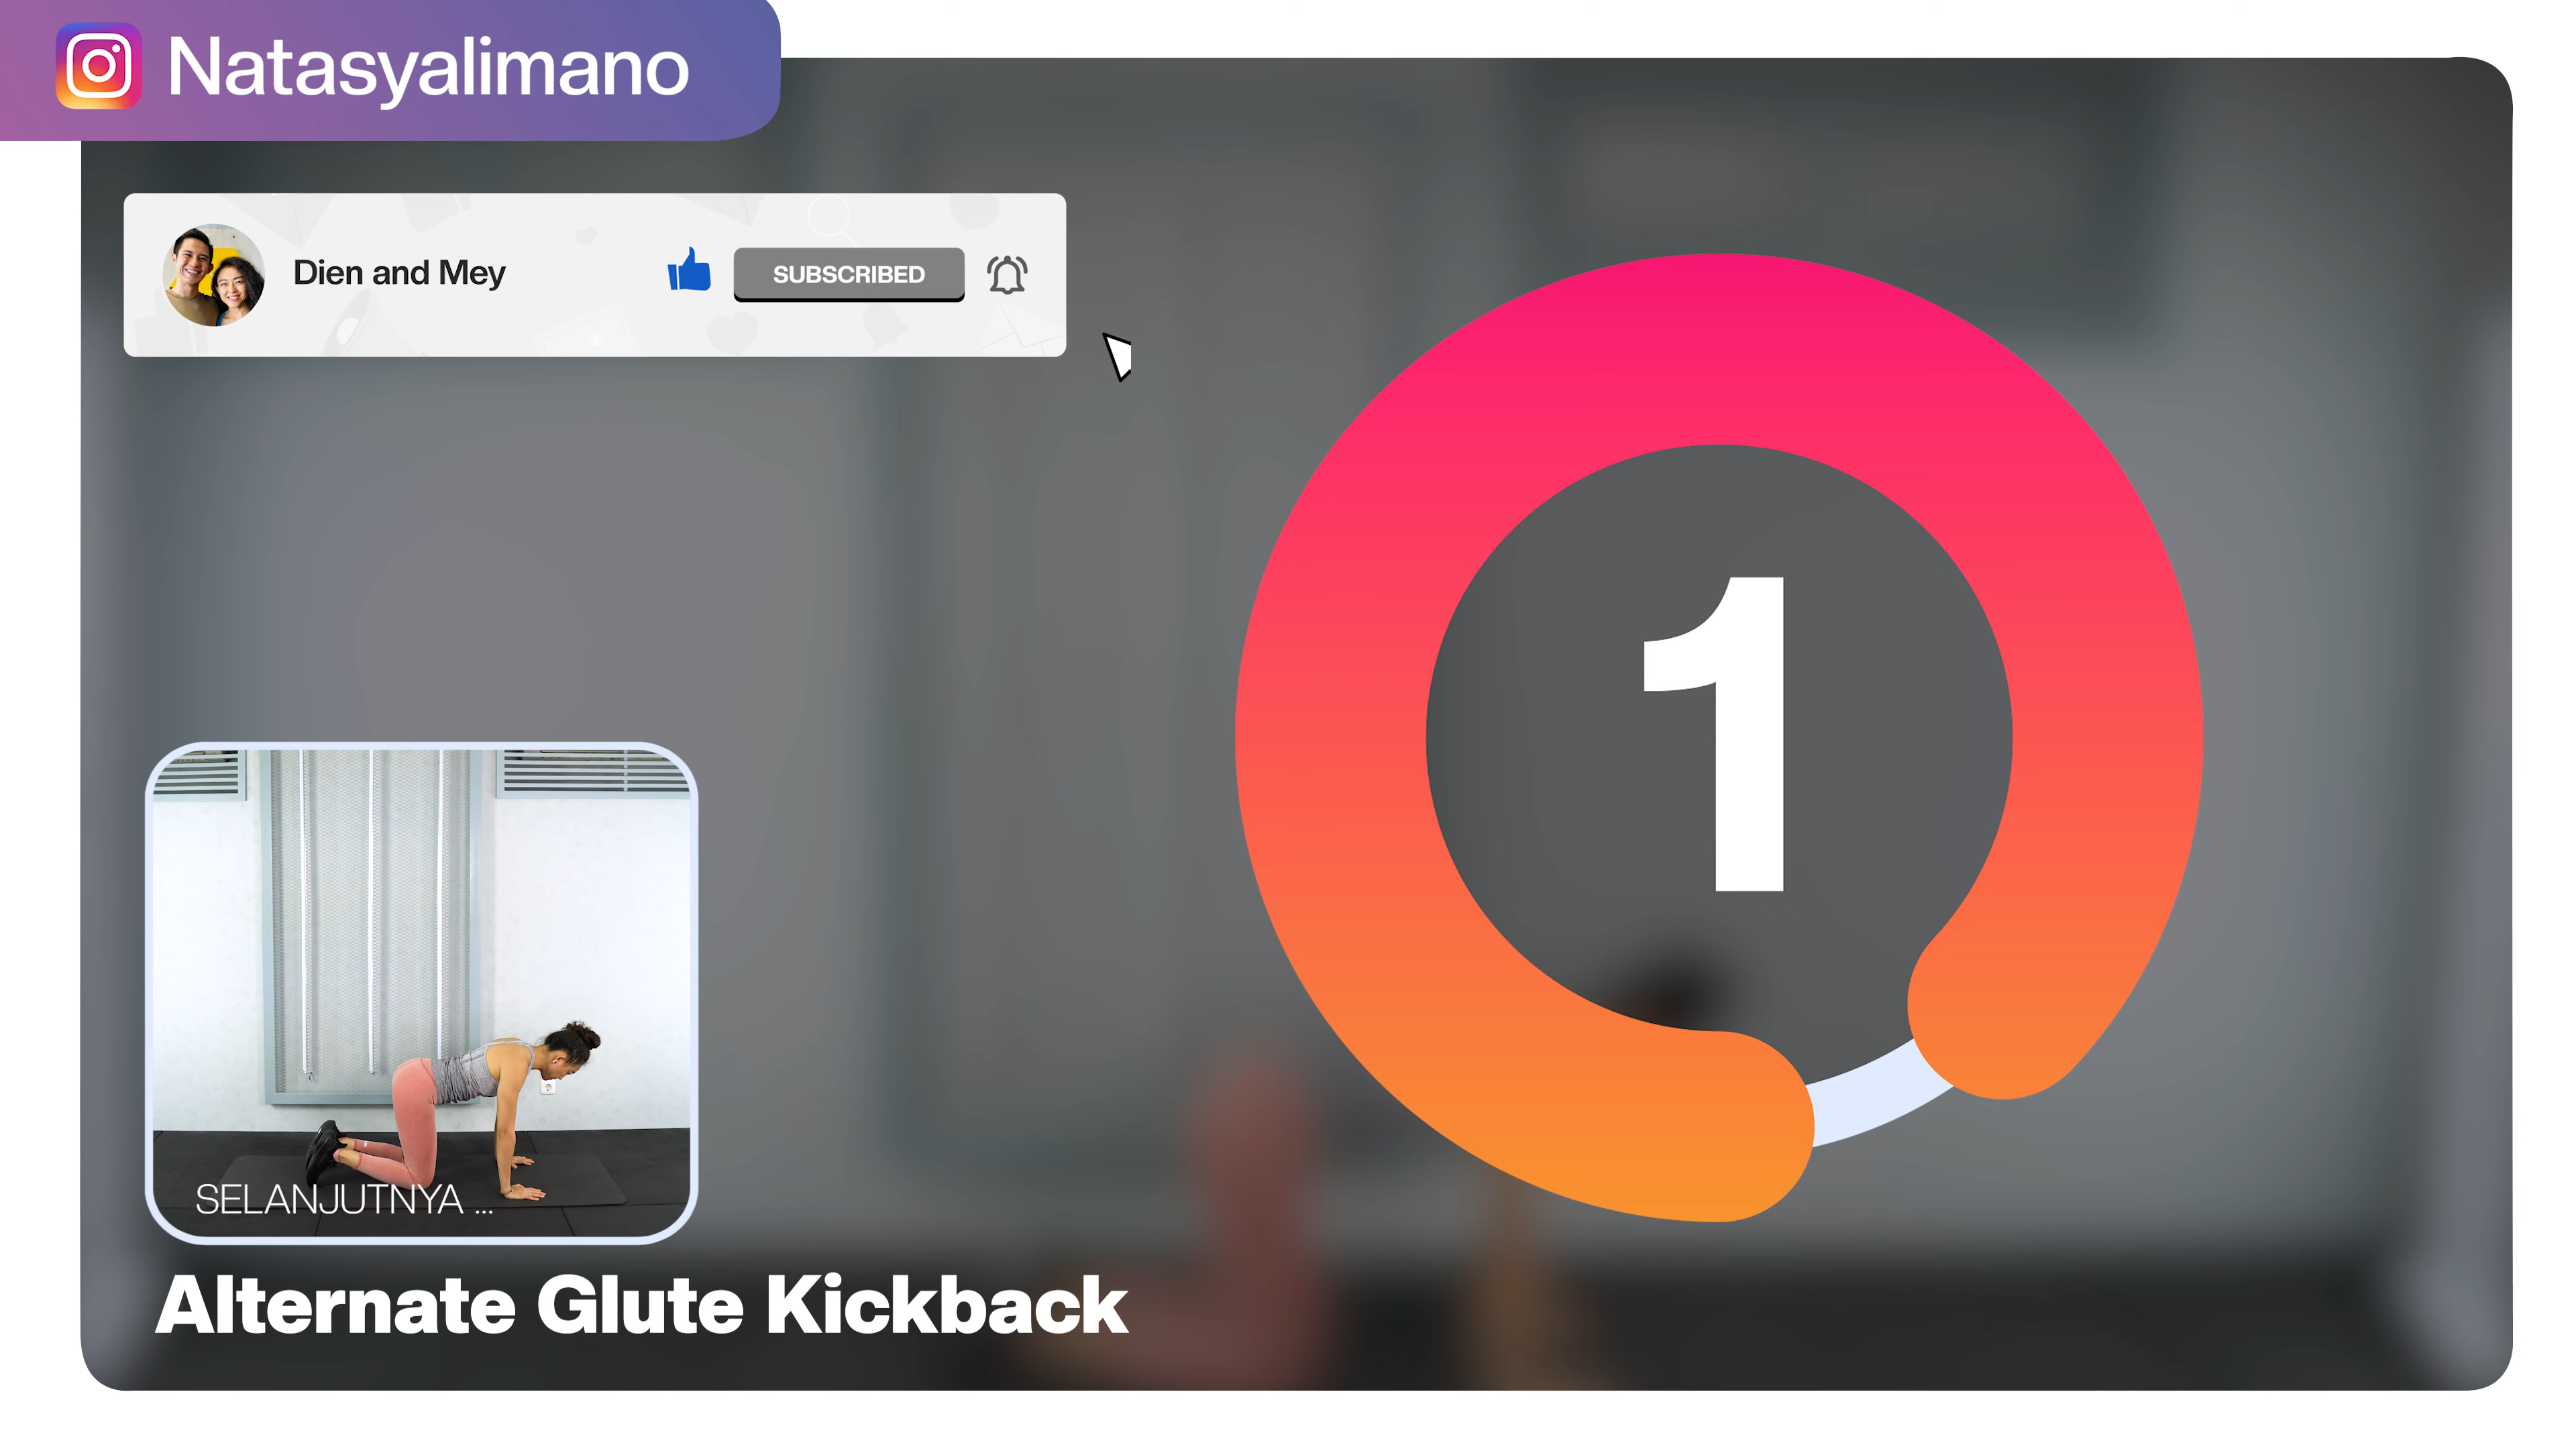 Natasyalimano
Dien and Mey
SUBSCRIBED
1
SELANJUTNYA ...
Alternate Glute Kickback